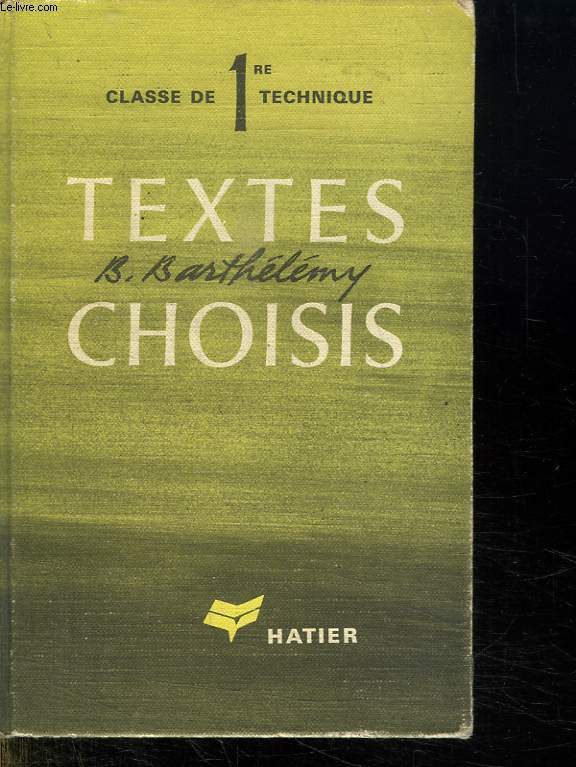 Le-livre.com
CLASSE DE 1RE TECHNIQUE
TEXTES
B. Barthélémy
CHOISIS
HATIER